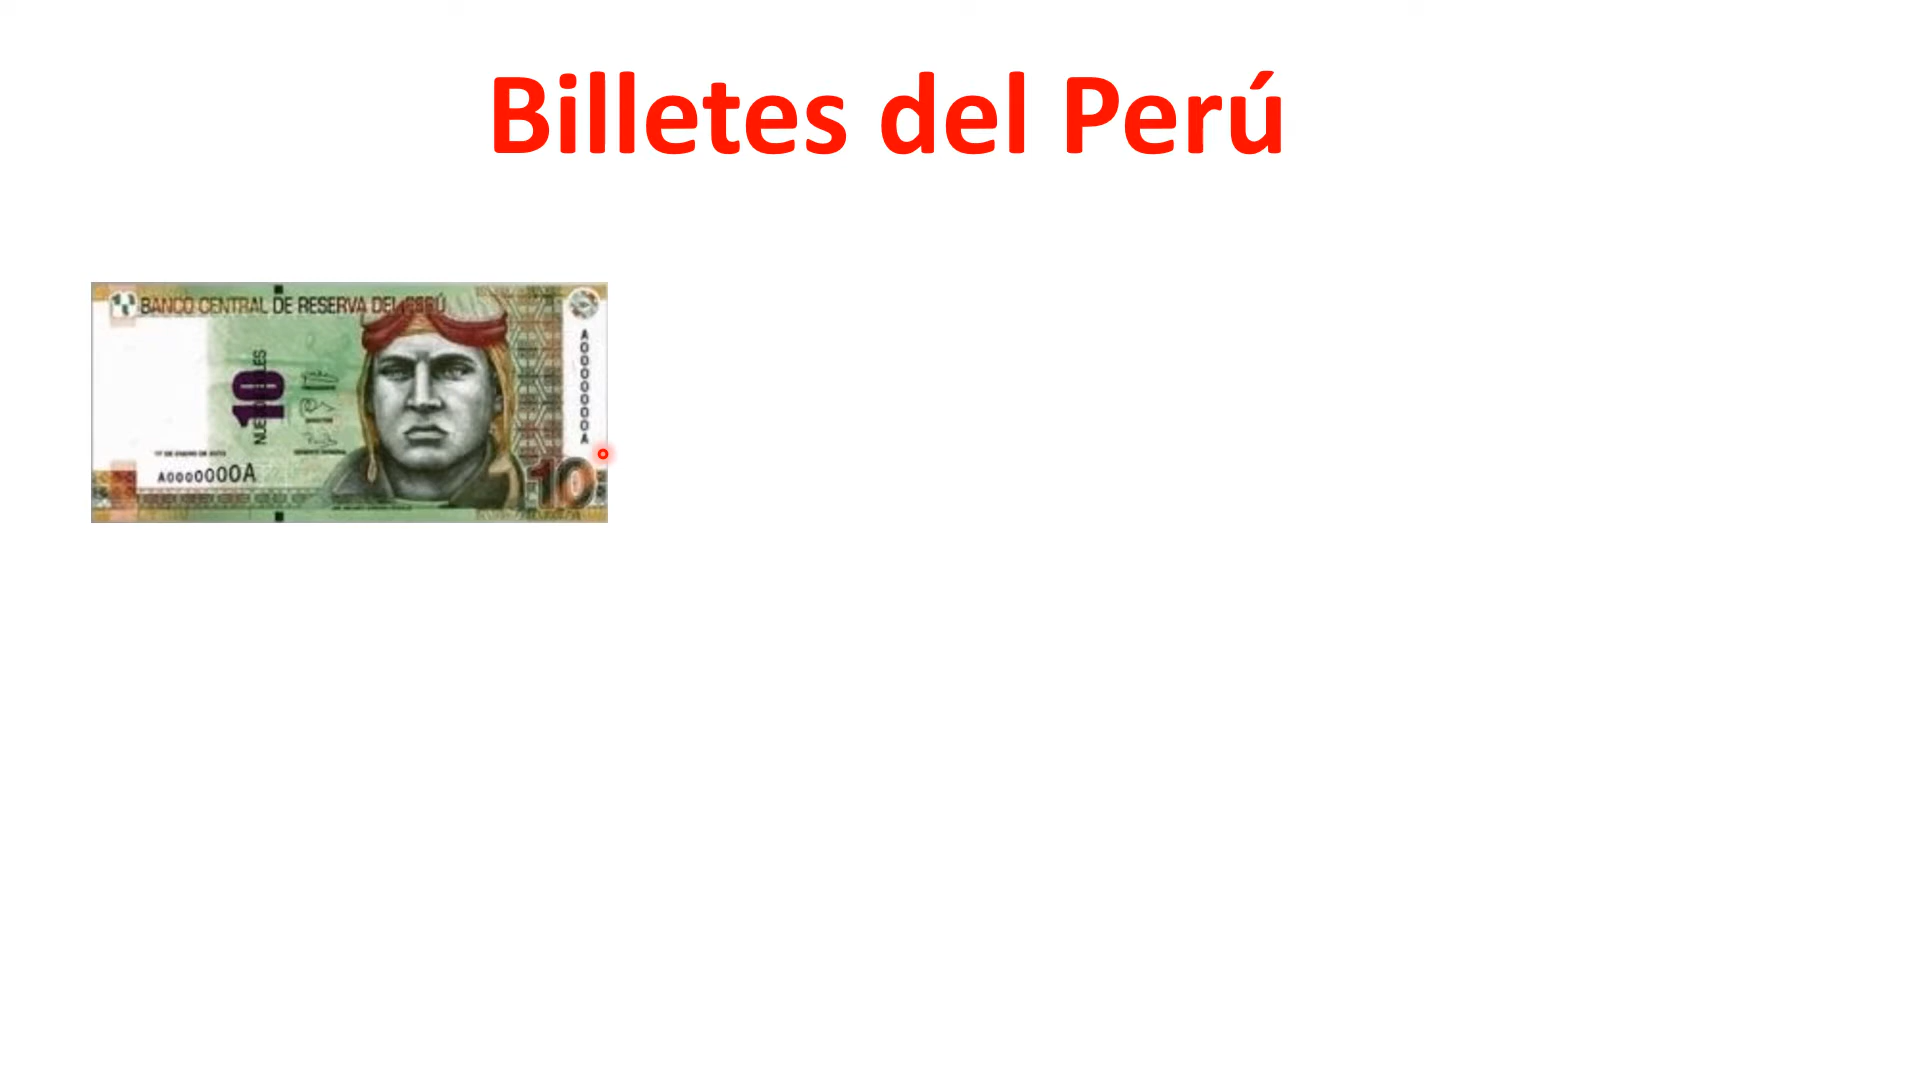 Billetes del Perú
BANCO CENTRAL DE RESERVA DEL PERÚ
A0000000A
10
A0000000A
10